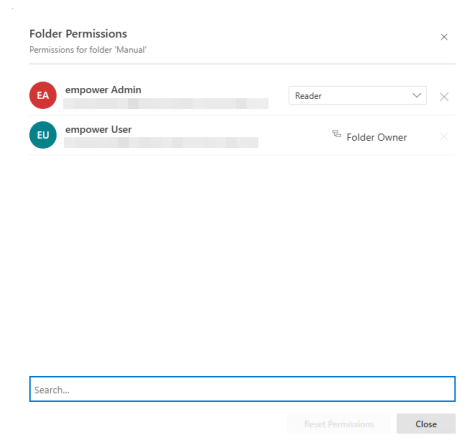 Folder Permissions
Permissions for folder 'Manual'
EA
empower Admin
Reader
EU
empower User
Folder Owner
Search...
Reset Permissions
Close